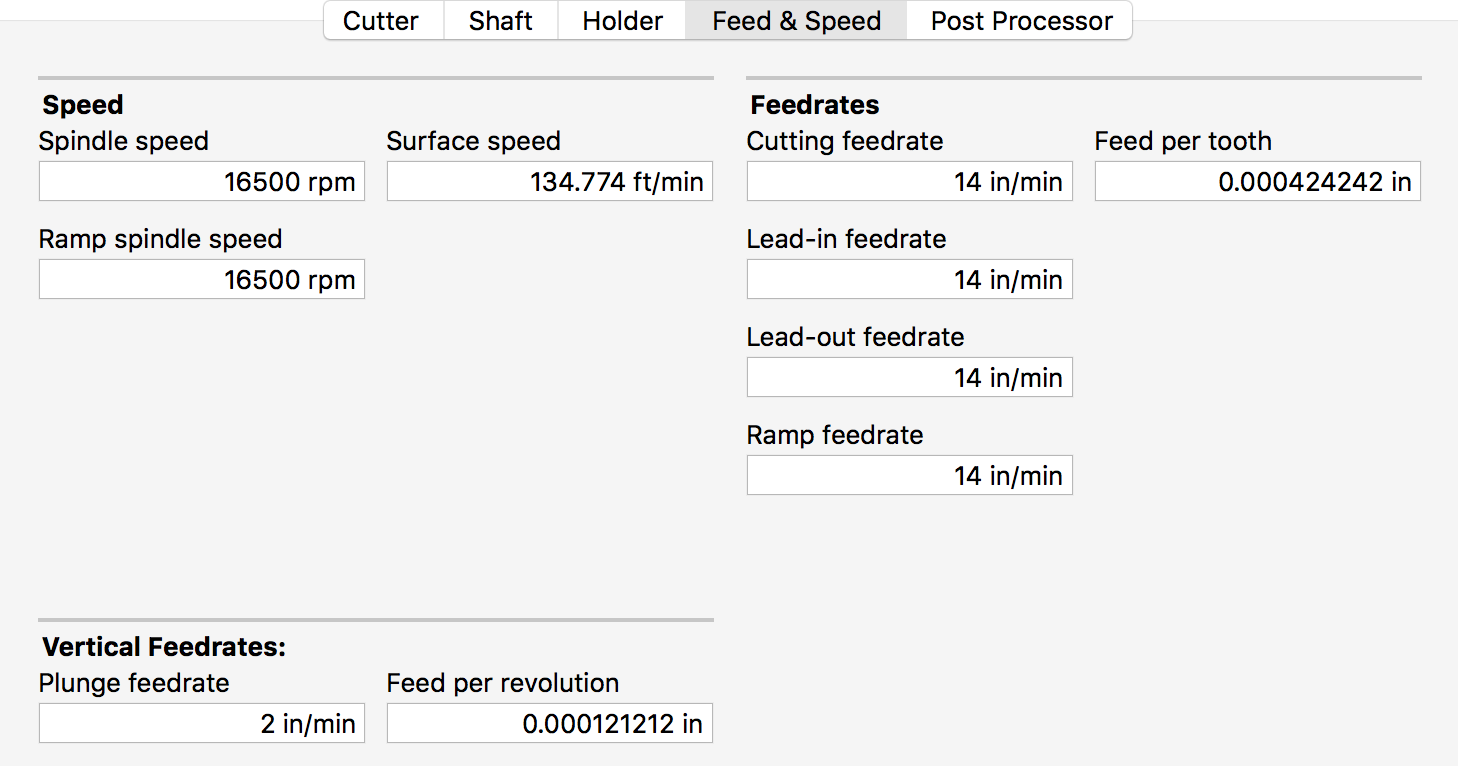 Cutter Shaft Holder Feed & Speed Post Processor
Speed
Spindle speed Surface speed
16500 rpm 134.774 ft/min
Ramp spindle speed
16500 rpm
Feedrates
Cutting feedrate Feed per tooth
14 in/min 0.000424242 in
Lead-in feedrate
14 in/min
Lead-out feedrate
14 in/min
Ramp feedrate
14 in/min
Vertical Feedrates:
Plunge feedrate Feed per revolution
2 in/min 0.000121212 in